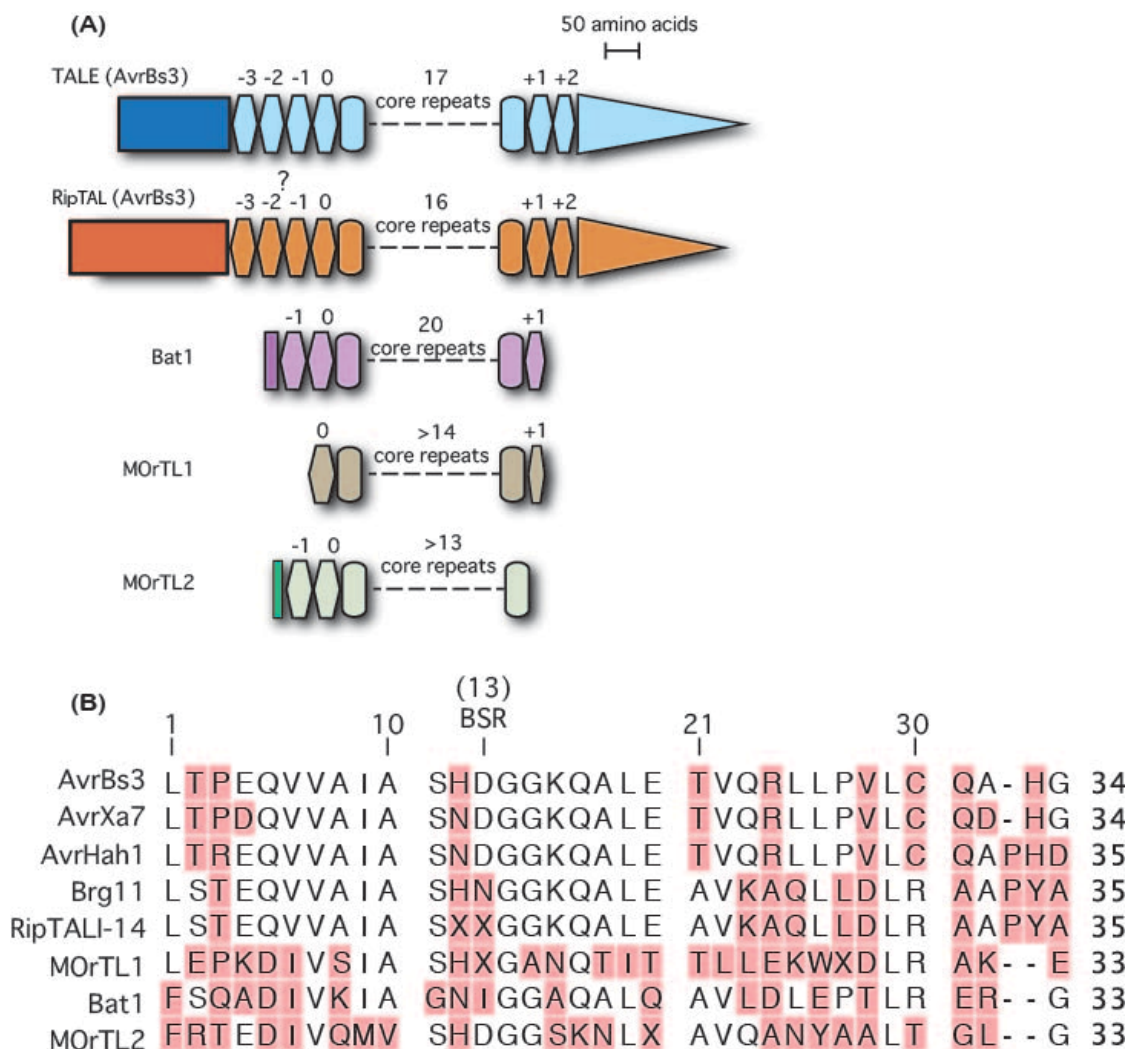 (A)
50 amino acids
TALE (AvrBs3)
-3 -2 -1 0
17
core repeats
+1 +2
?
RipTAL (AvrBs3)
-3 -2 -1 0
16
core repeats
+1 +2
Bat1
-1 0
20
core repeats
+1
MOrTL1
0
>14
core repeats
+1
MOrTL2
-1 0
>13
core repeats
(B)
(13)
BSR
1 10 21 30
AvrBs3 LTPEQVVAIA SHDGGKQALE TVQRLLPVLC QA-HG 34
AvrXa7 LTPDQVVAIA SNDGGKQALE TVQRLLPVLC QD-HG 34
AvrHah1 LTREQVVAIA SNDGGKQALE TVQRLLPVLC QAPHD 35
Brg11 LSTEQVVAIA SHNGGKQALE AVKAQLLDLR AAPYA 35
RipTALI-14 LSTEQVVAIA SXXGGKQALE AVKAQLLDLR AAPYA 35
MOrTL1 LEPKDIVSIA SHXGANQTIT TLLEKWXDLR AK--E 33
Bat1 FSQADIVKIA GNIGGAQALQ AVLDLEPTLR ER--G 33
MOrTL2 FRTEDIVQMV SHDGGSKNLX AVQANYAALT GL--G 33